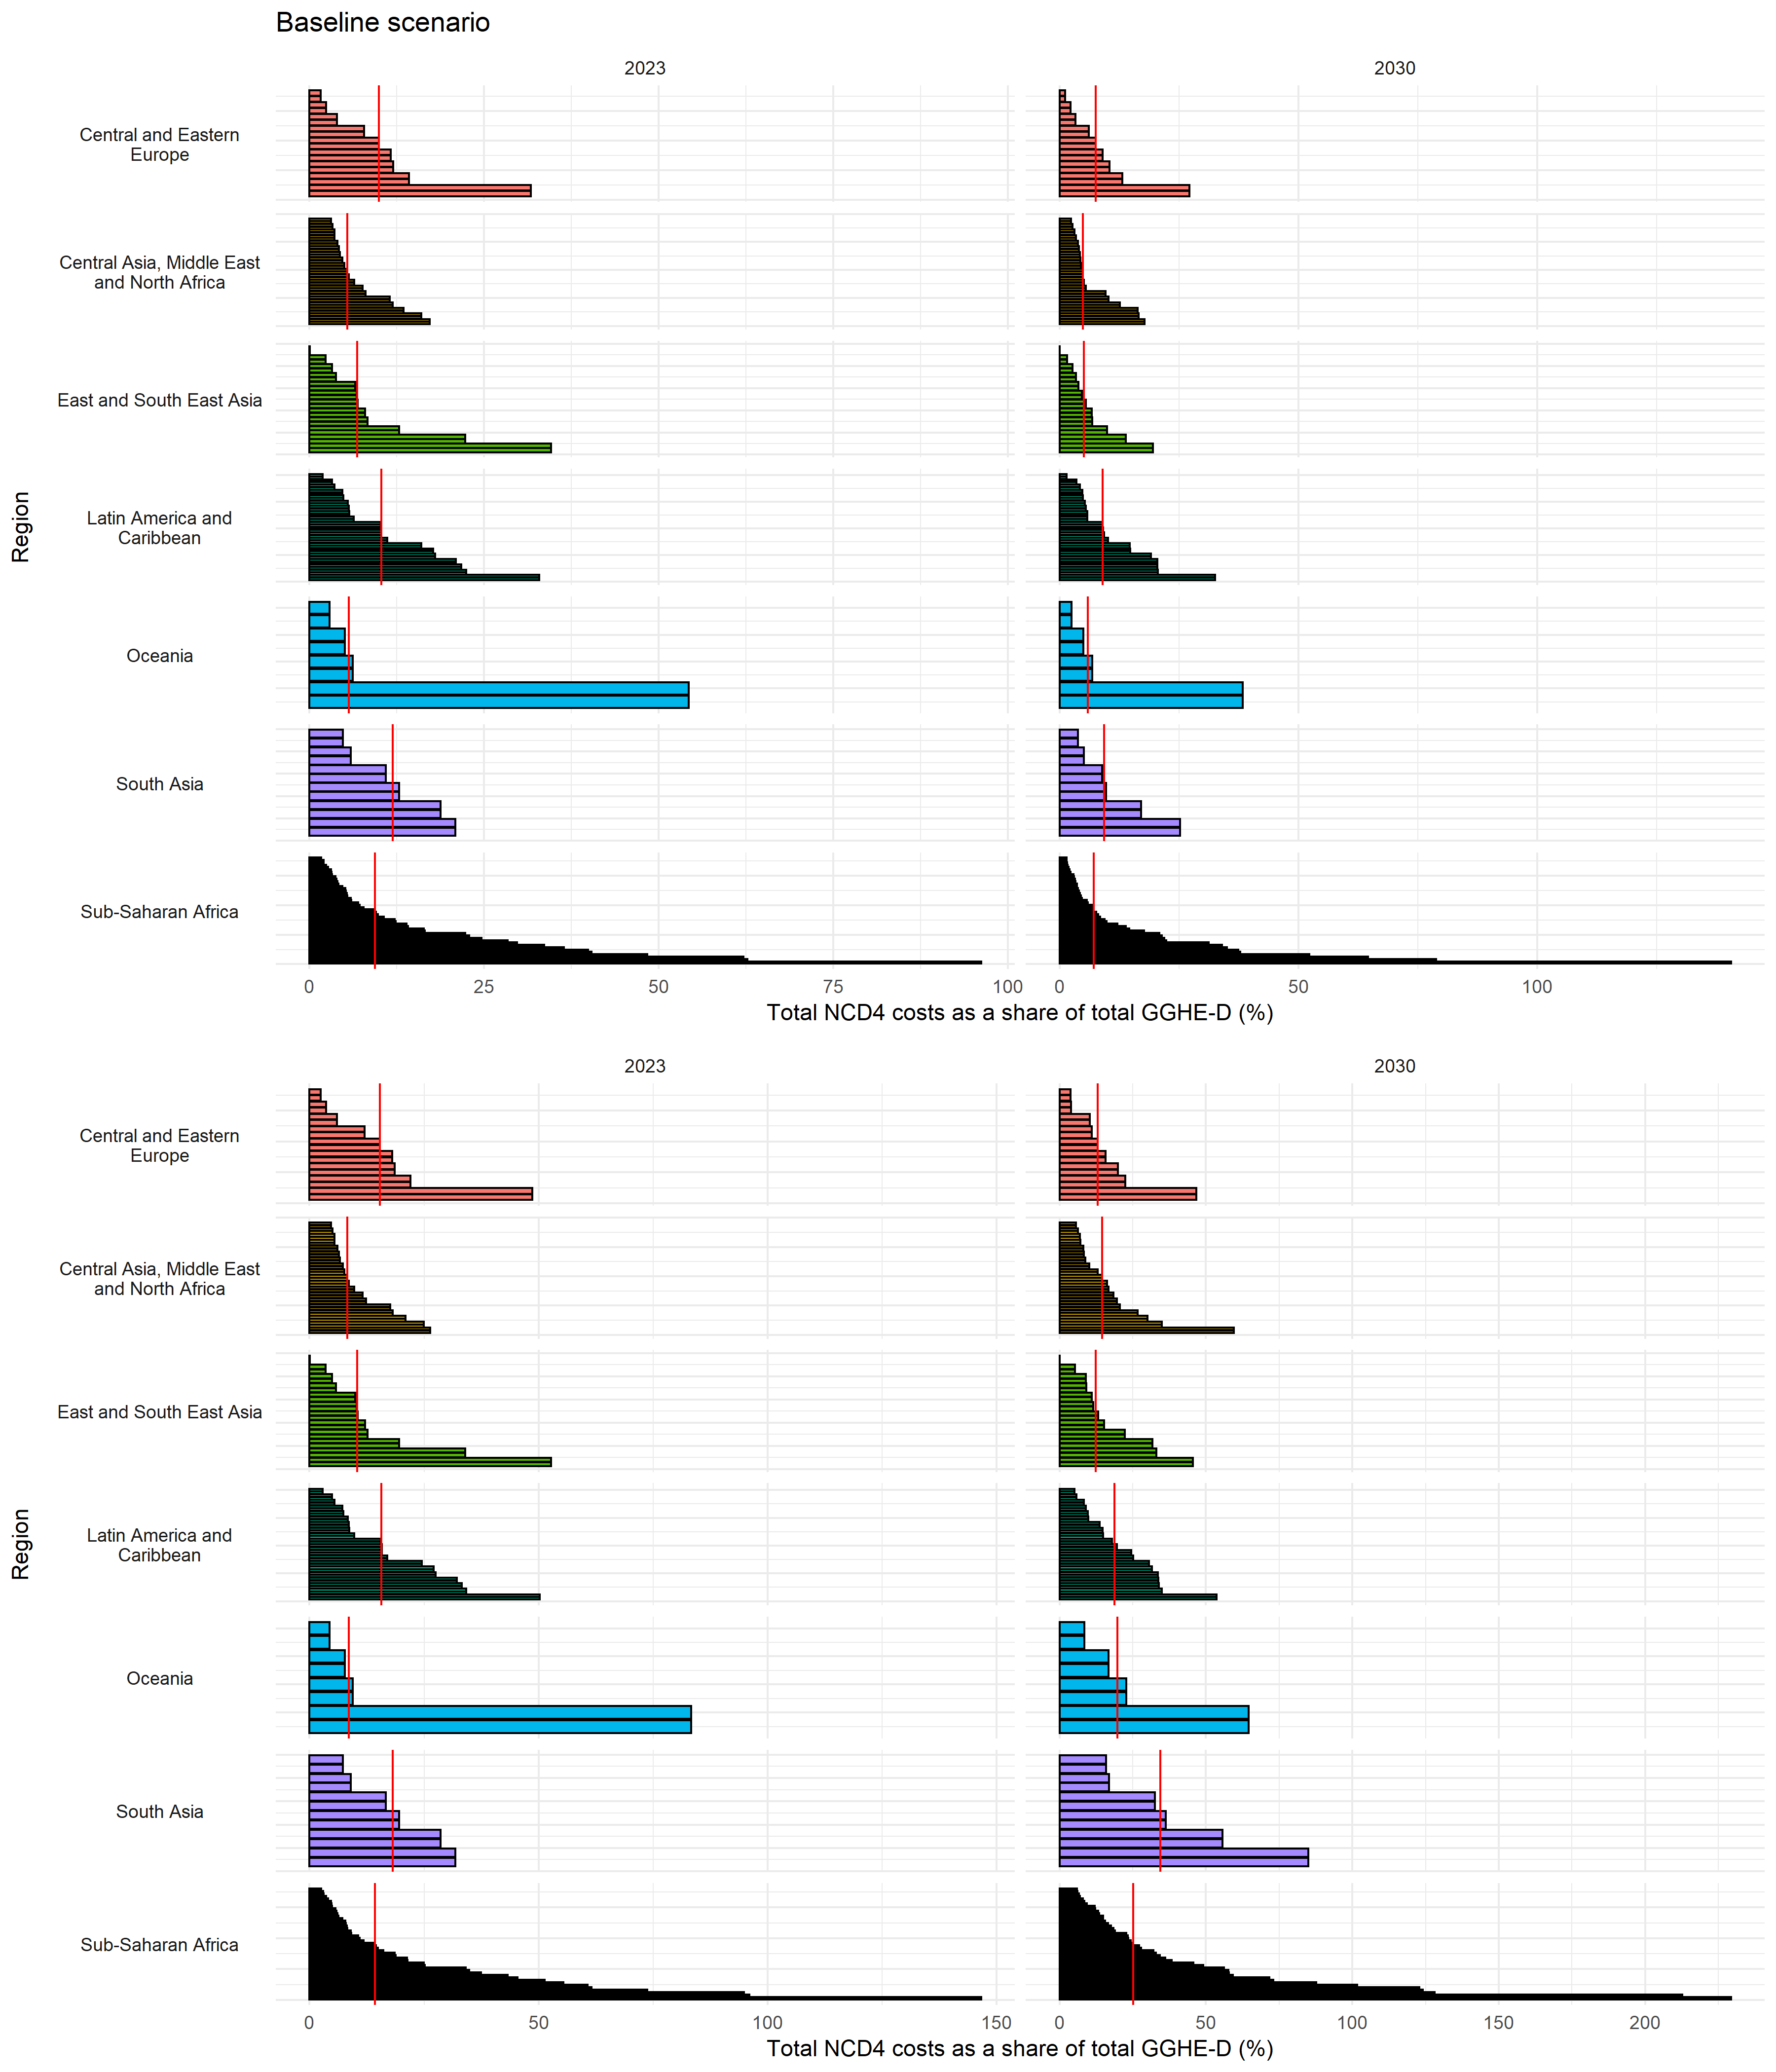 Baseline scenario
2023
2030
Central and Eastern
Europe
Central Asia, Middle East
and North Africa
East and South East Asia
Latin America and
Caribbean
Oceania
South Asia
Sub-Saharan Africa
Region
0 25 50 75 100
0 50 100
Total NCD4 costs as a share of total GGHE-D (%)
2023
2030
Central and Eastern
Europe
Central Asia, Middle East
and North Africa
East and South East Asia
Latin America and
Caribbean
Oceania
South Asia
Sub-Saharan Africa
Region
0 50 100 150
0 50 100 150 200
Total NCD4 costs as a share of total GGHE-D (%)